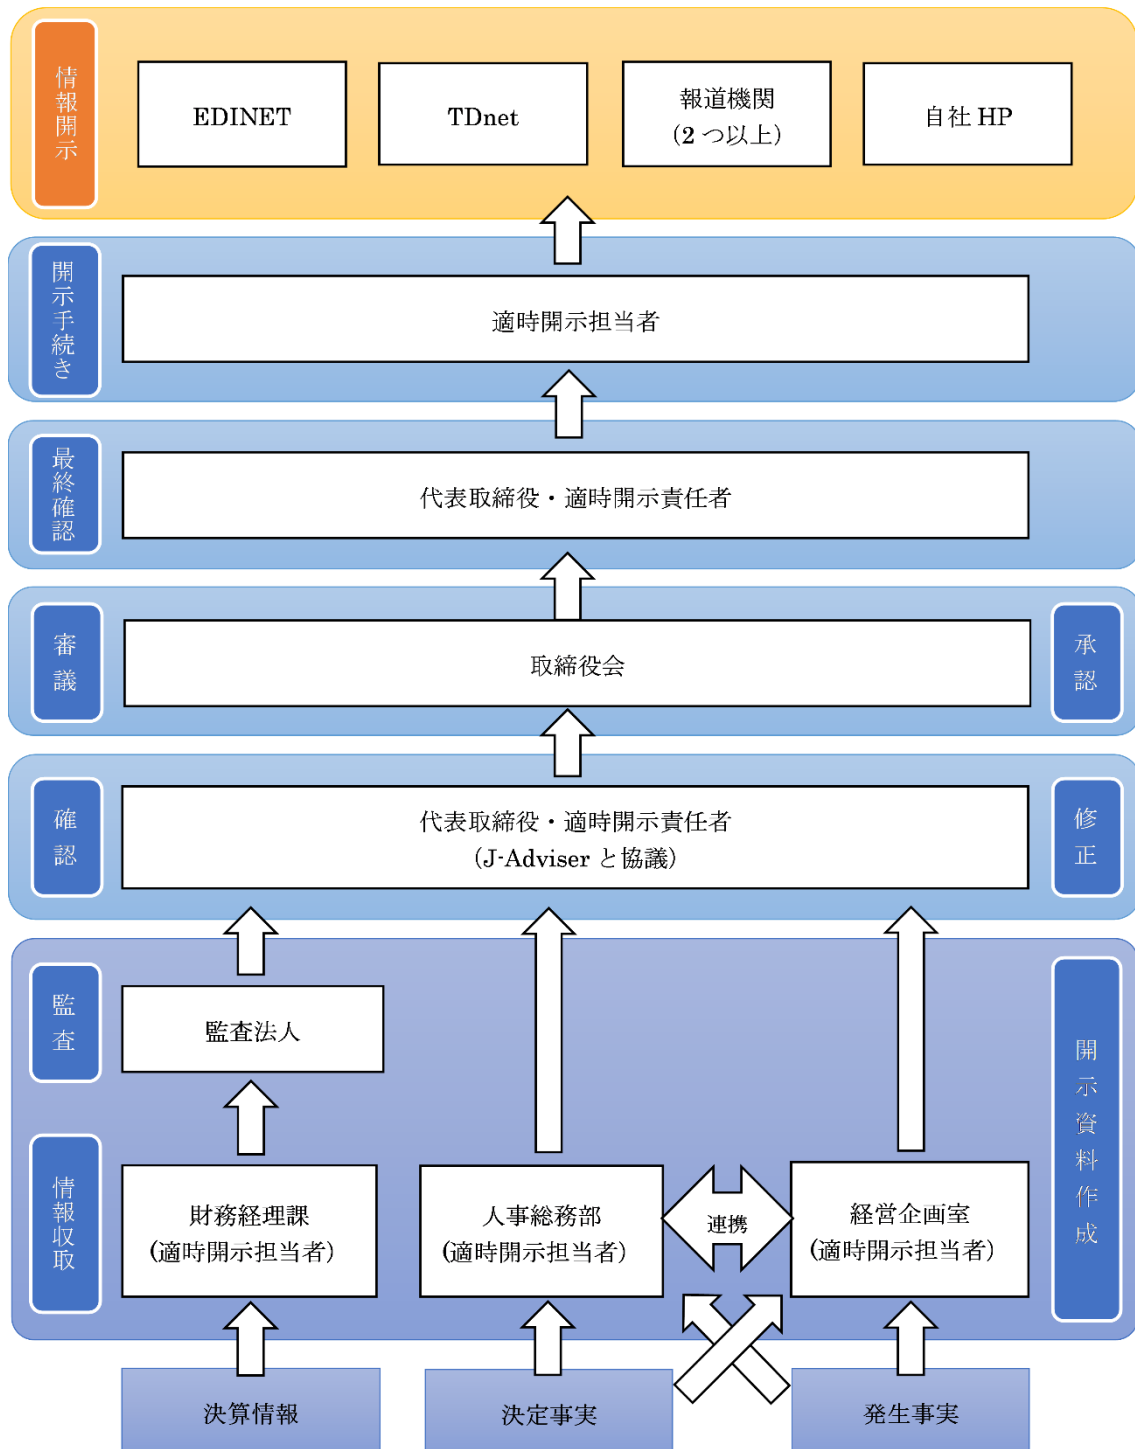 情報開示
EDINET
TDnet
報道機関
（2 つ以上）
自社 HP
開示手続き
適時開示担当者
最終確認
代表取締役・適時開示責任者
審議
取締役会
承認
確認
代表取締役・適時開示責任者
（J-Adviser と協議）
修正
監査
監査法人
開示資料作成
情報収取
財務経理課
(適時開示担当者）
人事総務部
(適時開示担当者）
連携
経営企画室
(適時開示担当者）
決算情報
決定事実
発生事実